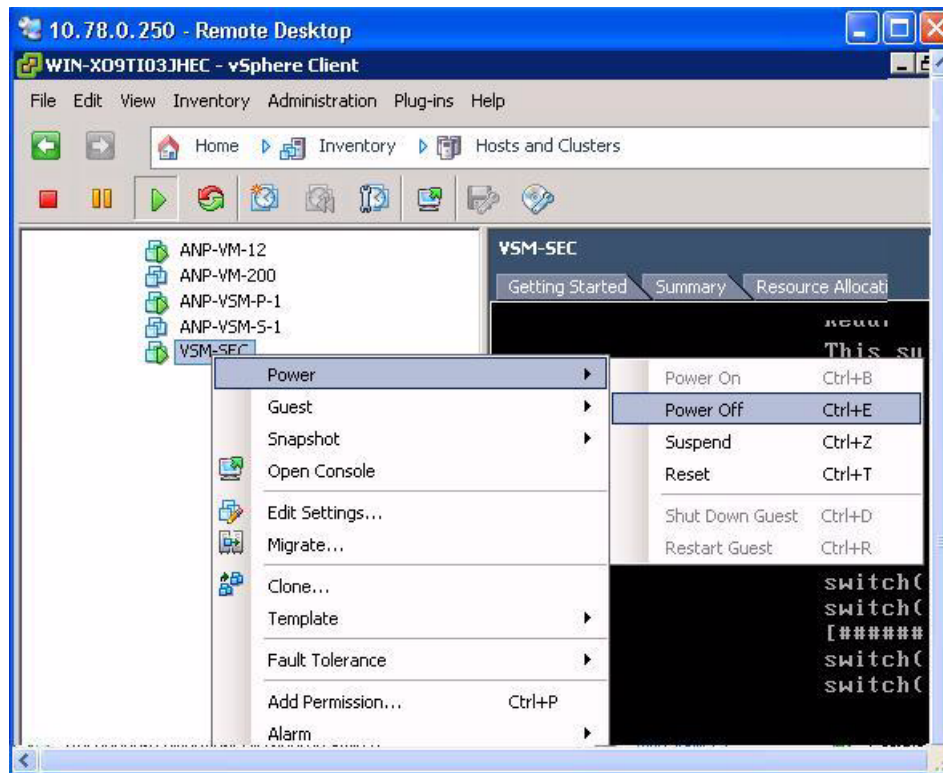 10.78.0.250 - Remote Desktop
WIN-XO9TI03JHEC - vSphere Client
File Edit View Inventory Administration Plug-ins Help
Home Inventory Hosts and Clusters
ANP-VM-12
ANP-VM-200
ANP-VSM-P-1
ANP-VSM-S-1
VSM-SEC
VSM-SEC
Getting Started Summary Resource Allocati
This su
Power
Guest
Snapshot
Open Console
Edit Settings...
Migrate...
Clone...
Template
Fault Tolerance
Add Permission... Ctrl+P
Alarm
Power On Ctrl+B
Power Off Ctrl+E
Suspend Ctrl+Z
Reset Ctrl+T
Shut Down Guest Ctrl+D
Restart Guest Ctrl+R
switch(
switch(
[######
switch(
switch(